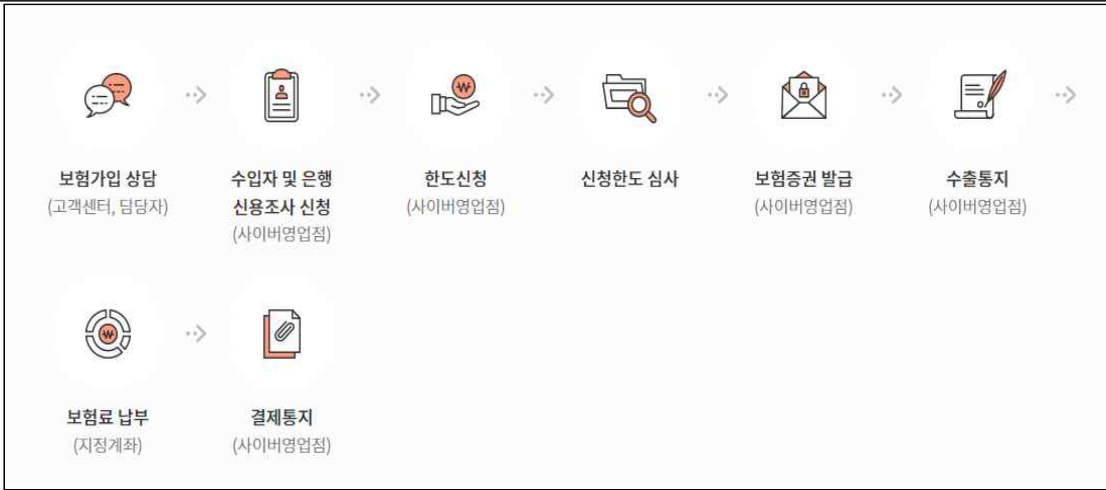 보험가입 상담
(고객센터, 담당자)
수입자 및 은행
신용조사 신청
(사이버영업점)
한도신청
(사이버영업점)
신청한도 심사
보험증권 발급
(사이버영업점)
수출통지
(사이버영업점)
보험료 납부
(지정계좌)
결제통지
(사이버영업점)